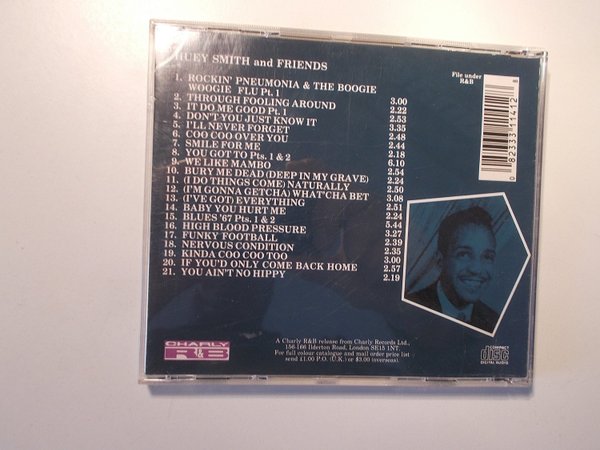 HUEY SMITH and FRIENDS
1. ROCKIN' PNEUMONIA & THE BOOGIE
WOOGIE FLU Pt. 1 3.00
2. THROUGH FOOLING AROUND 2.22
3. IT DO ME GOOD Pt. 1 2.53
4. DON'T YOU JUST KNOW IT 3.35
5. I'LL NEVER FORGET 2.48
6. COO COO OVER YOU 2.44
7. SMILE FOR ME 2.18
8. YOU GOT TO Pts. 1 & 2 6.10
9. WE LIKE MAMBO 2.54
10. BURY ME DEAD (DEEP IN MY GRAVE) 2.24
11. (I DO THINGS COME) NATURALLY 2.50
12. (I'M GONNA GETCHA) WHAT'CHA BET 3.08
13. (I'VE GOT) EVERYTHING 2.51
14. BABY YOU HURT ME 2.24
15. BLUES '67 Pts. 1 & 2 5.44
16. HIGH BLOOD PRESSURE 3.27
17. FUNKY FOOTBALL 2.39
18. NERVOUS CONDITION 2.35
19. KINDA COO COO TOO 3.00
20. IF YOU'D ONLY COME BACK HOME 2.57
21. YOU AIN'T NO HIPPY 2.19
File under
R&B
0 82333 11412 8
CHARLY
R&B
A Charly R&B release from Charly Records Ltd.,
156-166 Ilderton Road, London SE15 1NT.
For full colour catalogue and mail order price list
send £1.00 P.O. (U.K.) or $3.00 (overseas).
COMPACT
disc
DIGITAL AUDIO